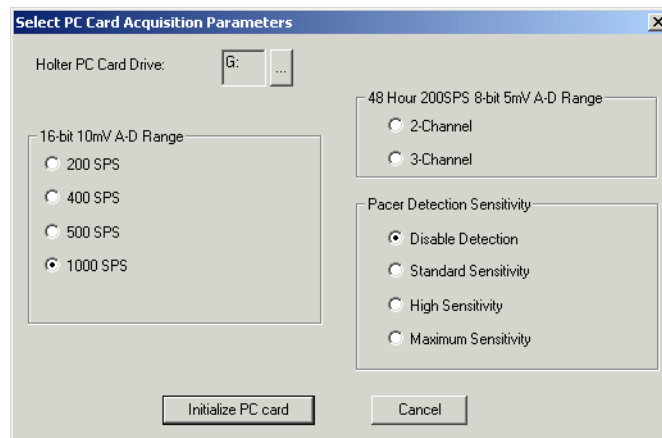 Select PC Card Acquisition Parameters
Holter PC Card Drive:
G:
...
16-bit 10mV A-D Range
200 SPS
400 SPS
500 SPS
1000 SPS
48 Hour 200SPS 8-bit 5mV A-D Range
2-Channel
3-Channel
Pacer Detection Sensitivity
Disable Detection
Standard Sensitivity
High Sensitivity
Maximum Sensitivity
Initialize PC card
Cancel